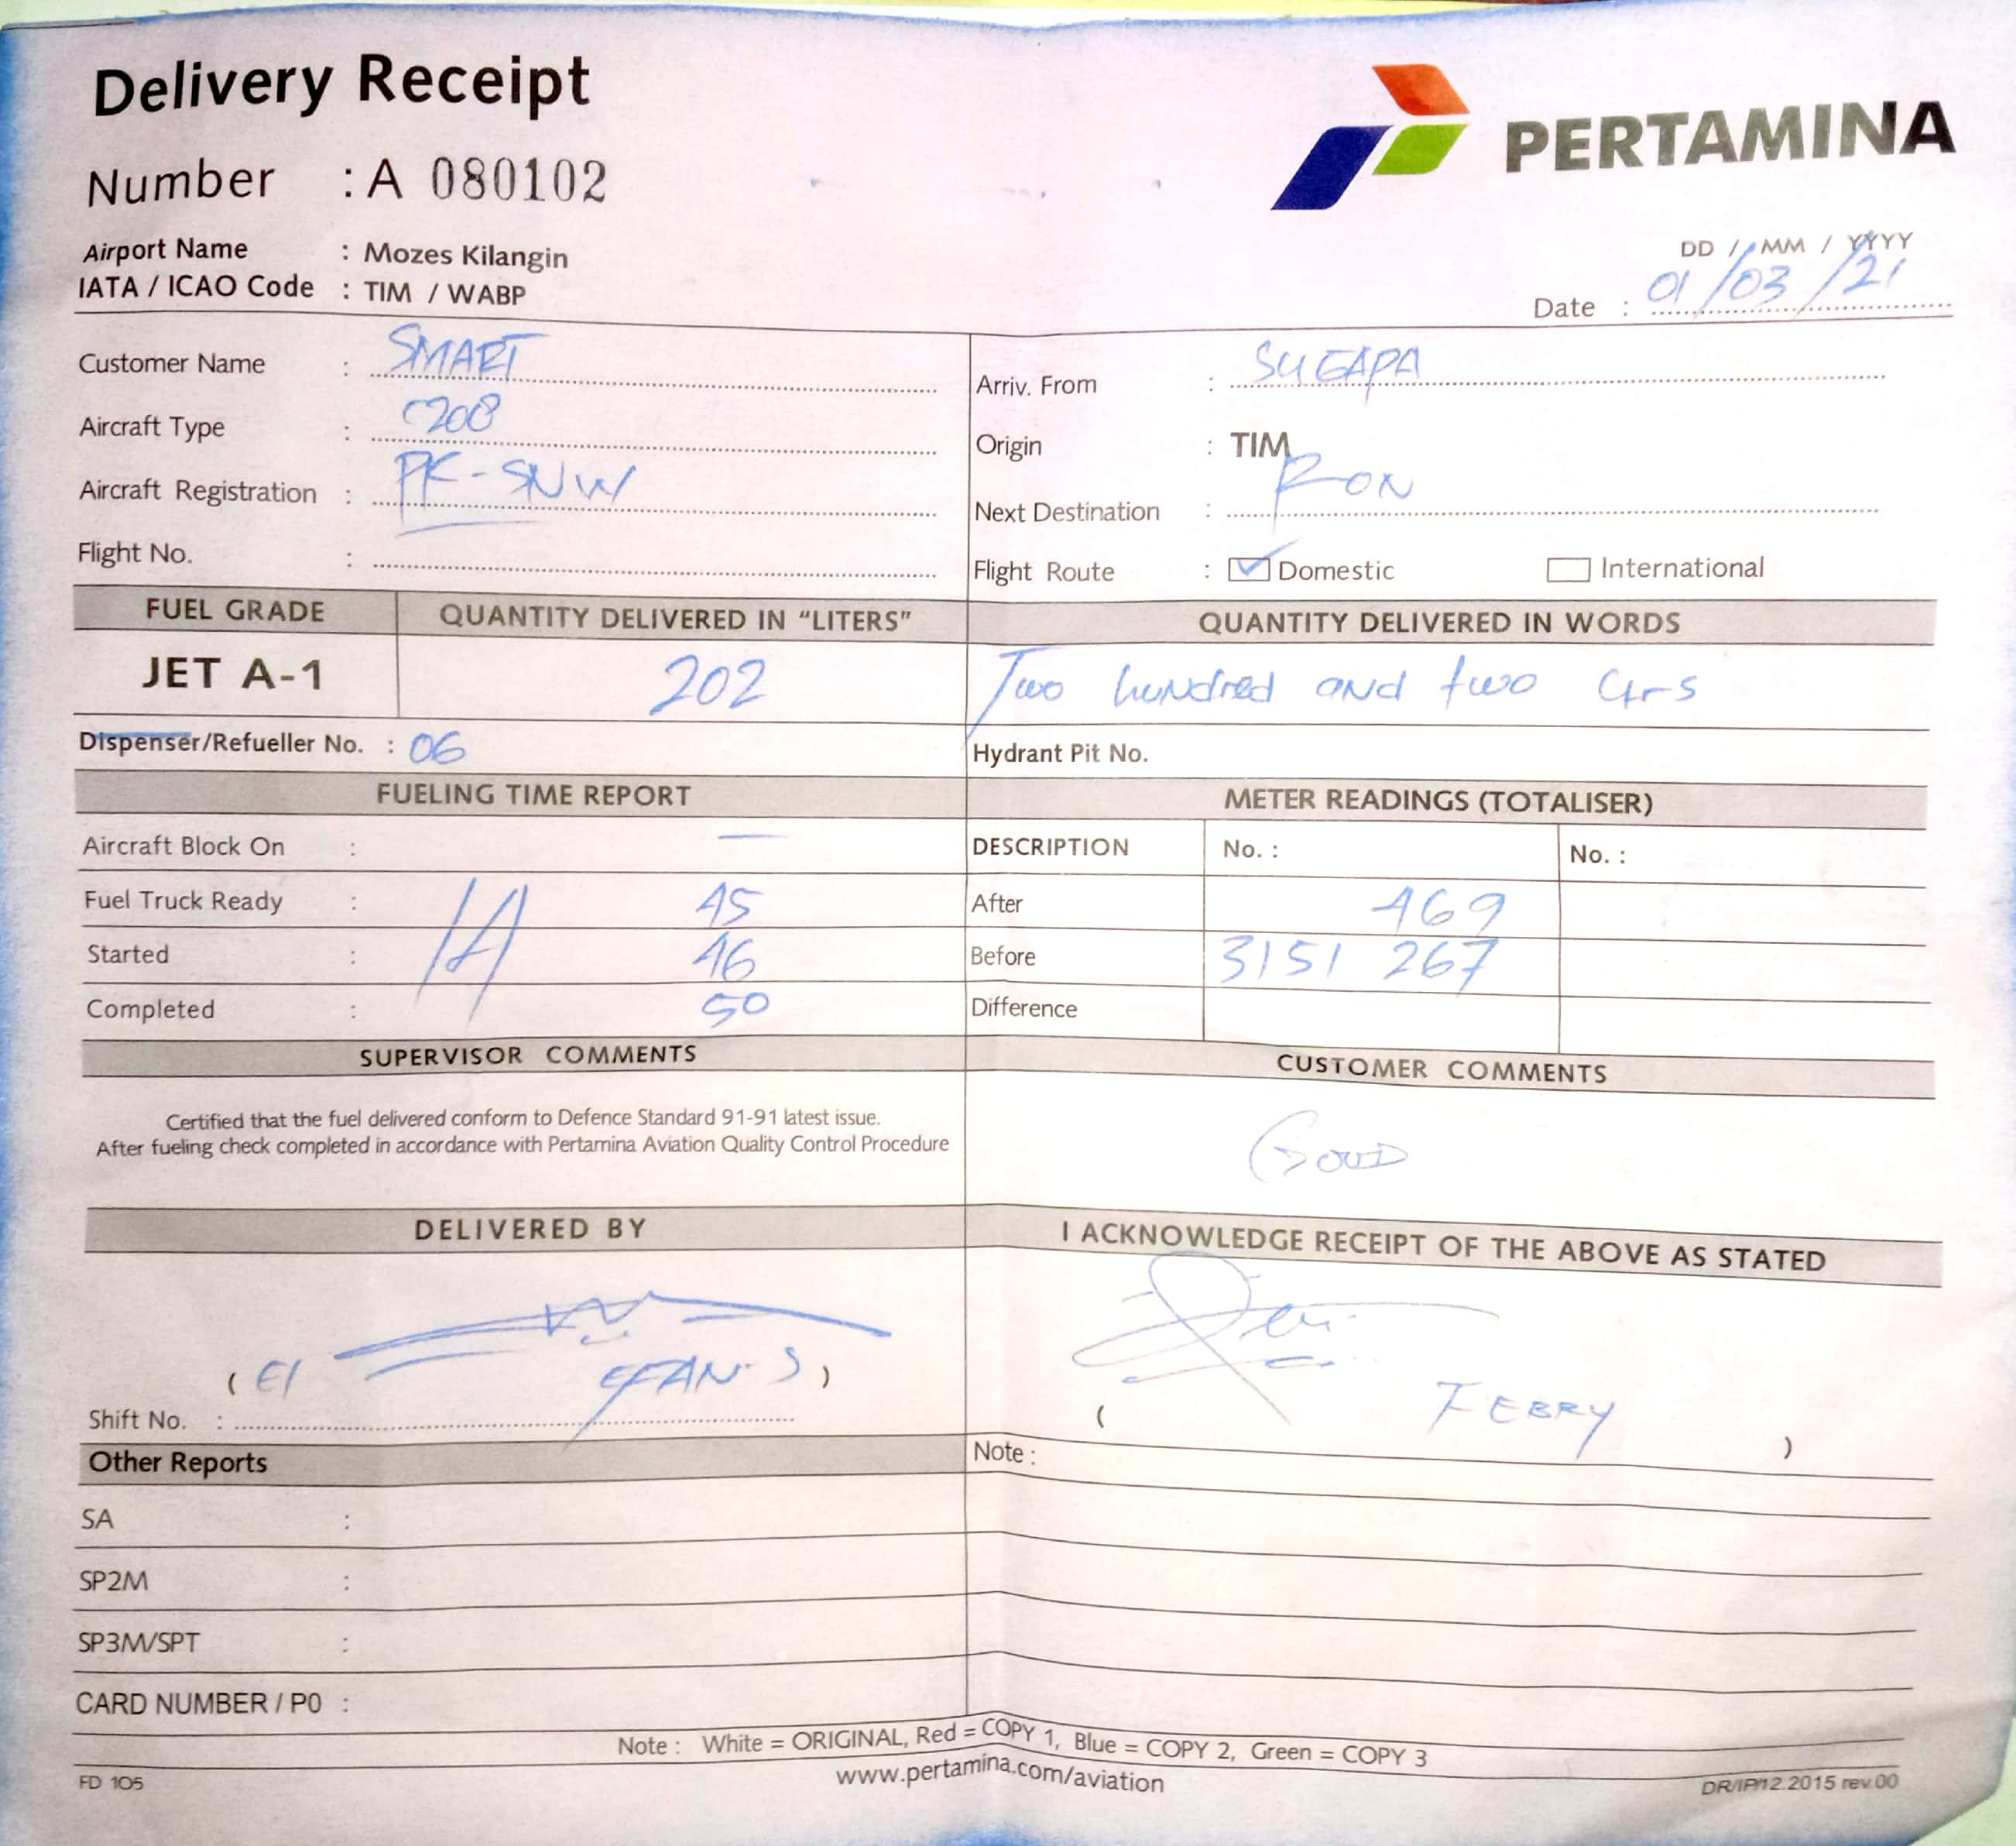 Delivery Receipt
PERTAMINA
Number : A 080102
Airport Name : Mozes Kilangin
IATA / ICAO Code : TIM / WABP
DD / MM / YYYY
Date : 01/03/21
Customer Name : SMART
Aircraft Type : C208
Aircraft Registration : PK-SNW
Flight No. :
Arriv. From : SUGAPA
Origin : TIM
Next Destination : RON
Flight Route : Domestic International
FUEL GRADE QUANTITY DELIVERED IN “LITERS” QUANTITY DELIVERED IN WORDS
JET A-1 202 Two hundred and two Ltrs
Dispenser/Refueller No. : 06 Hydrant Pit No.
FUELING TIME REPORT METER READINGS (TOTALISER)
Aircraft Block On : — DESCRIPTION No. : No. :
Fuel Truck Ready : 45 After 469
Started : 46 Before 3151 267
Completed : 50 Difference
SUPERVISOR COMMENTS CUSTOMER COMMENTS
Certified that the fuel delivered conform to Defence Standard 91-91 latest issue.
After fueling check completed in accordance with Pertamina Aviation Quality Control Procedure
GOOD
DELIVERED BY I ACKNOWLEDGE RECEIPT OF THE ABOVE AS STATED
( )
Shift No. :
( FEBRY )
Other Reports Note :
SA :
SP2M :
SP3M/SPT :
CARD NUMBER / PO :
Note : White = ORIGINAL, Red = COPY 1, Blue = COPY 2, Green = COPY 3
www.pertamina.com/aviation
FD 105 DR/IP/12.2015 rev.00